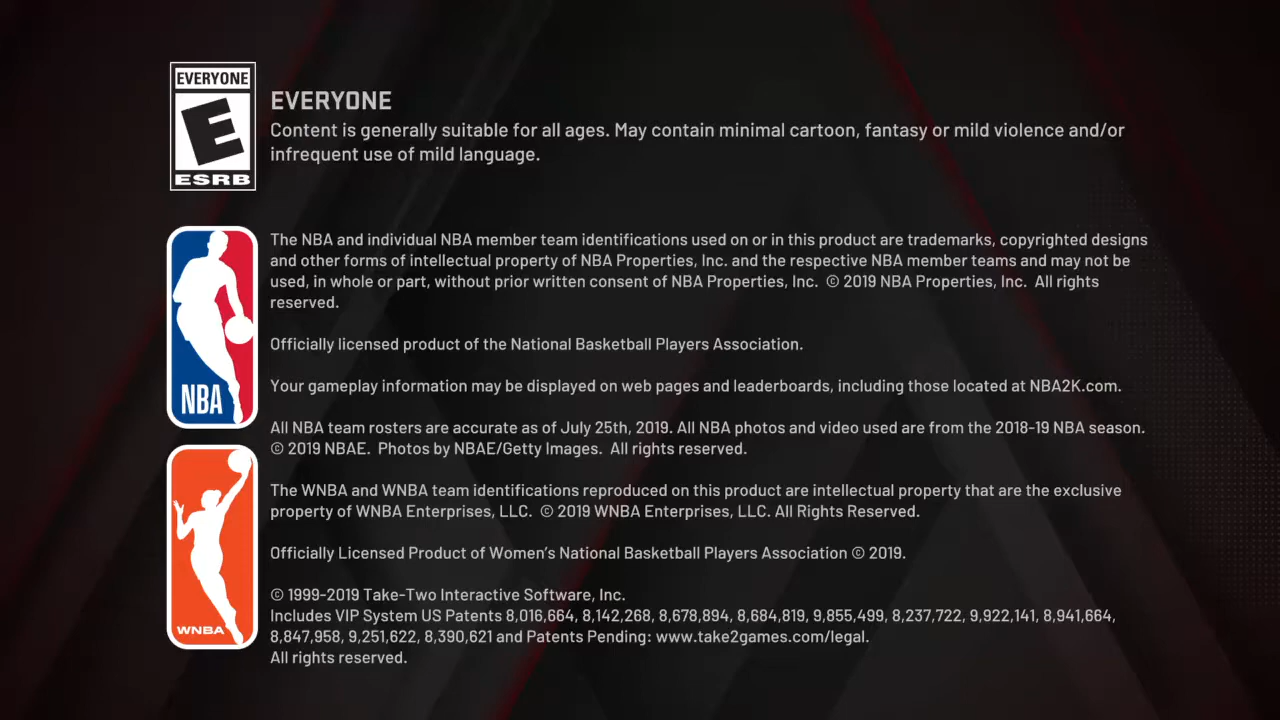 EVERYONE
E
ESRB
EVERYONE
Content is generally suitable for all ages. May contain minimal cartoon, fantasy or mild violence and/or
infrequent use of mild language.
NBA
The NBA and individual NBA member team identifications used on or in this product are trademarks, copyrighted designs
and other forms of intellectual property of NBA Properties, Inc. and the respective NBA member teams and may not be
used, in whole or part, without prior written consent of NBA Properties, Inc. © 2019 NBA Properties, Inc. All rights
reserved.
Officially licensed product of the National Basketball Players Association.
Your gameplay information may be displayed on web pages and leaderboards, including those located at NBA2K.com.
All NBA team rosters are accurate as of July 25th, 2019. All NBA photos and video used are from the 2018-19 NBA season.
© 2019 NBAE. Photos by NBAE/Getty Images. All rights reserved.
WNBA
The WNBA and WNBA team identifications reproduced on this product are intellectual property that are the exclusive
property of WNBA Enterprises, LLC. © 2019 WNBA Enterprises, LLC. All Rights Reserved.
Officially Licensed Product of Women's National Basketball Players Association © 2019.
© 1999-2019 Take-Two Interactive Software, Inc.
Includes VIP System US Patents 8,016,664, 8,142,268, 8,678,894, 8,684,819, 9,855,499, 8,237,722, 9,922,141, 8,941,664,
8,847,958, 9,251,622, 8,390,621 and Patents Pending: www.take2games.com/legal.
All rights reserved.